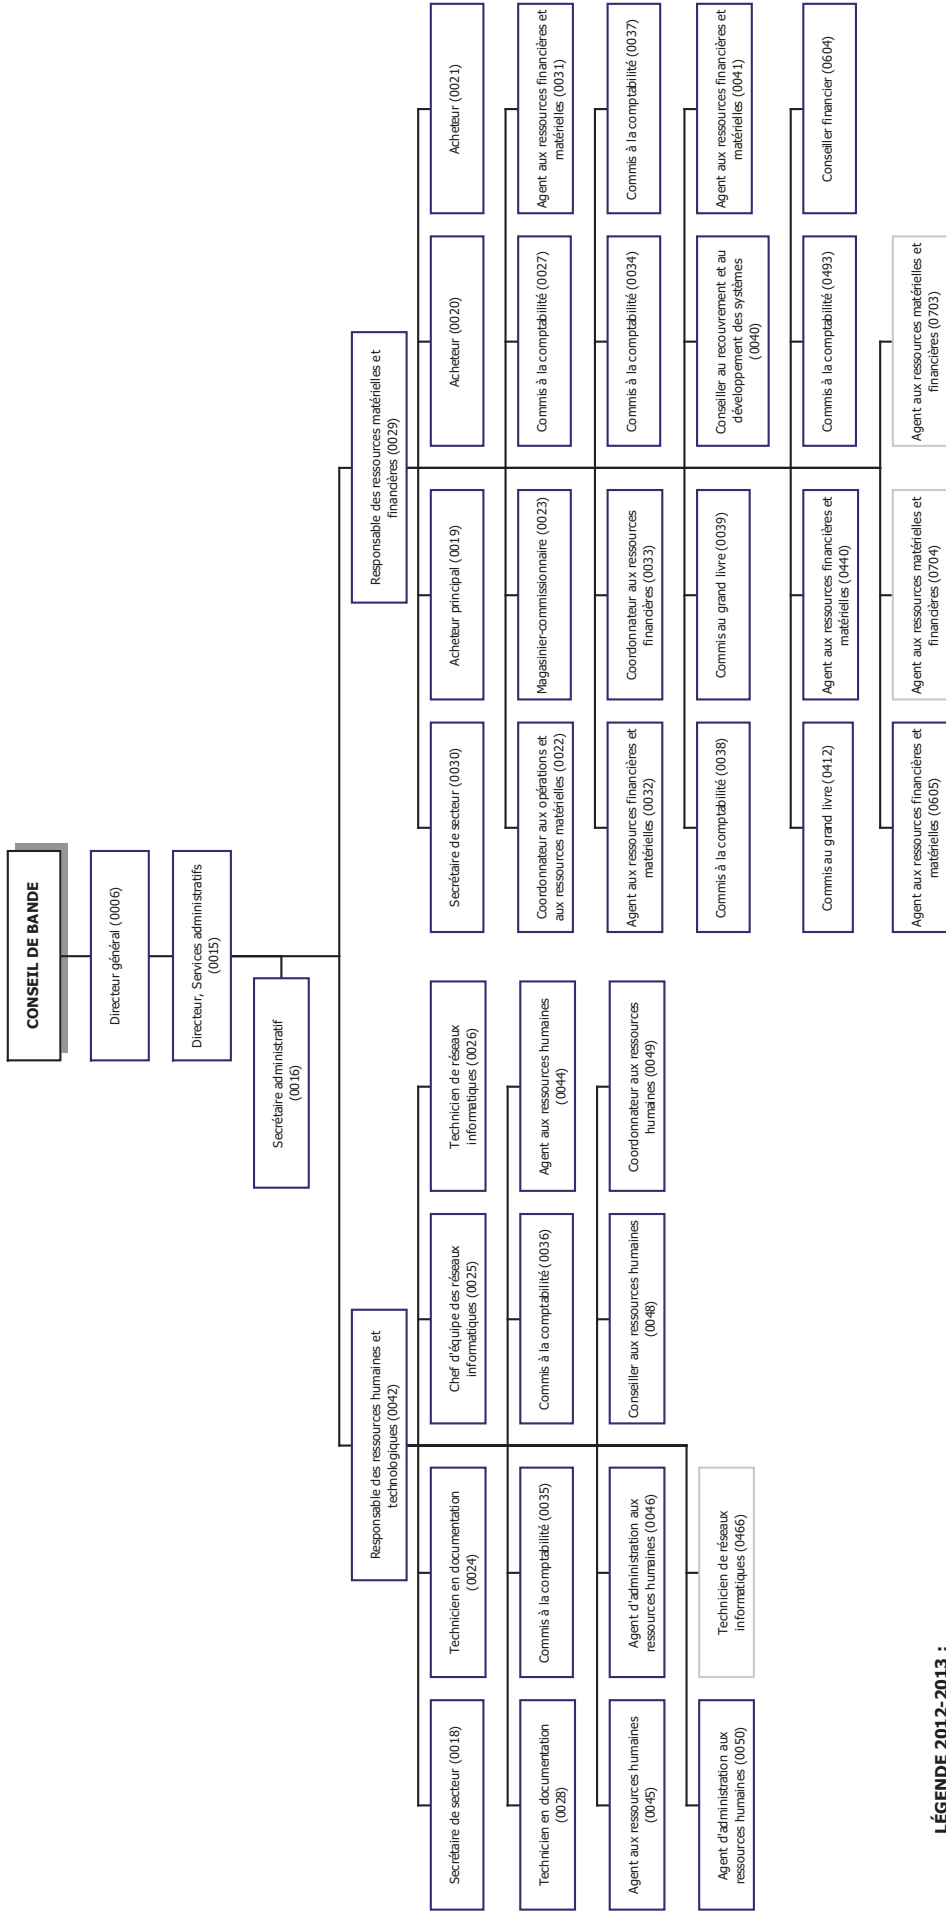 CONSEIL DE BANDE
Directeur général (0006)
Directeur, Services administratifs
(0015)
Secrétaire administratif
(0016)
Responsable des ressources humaines et
technologiques (0042)
Secrétaire de secteur (0018)
Technicien en documentation
(0024)
Chef d'équipe des réseaux
informatiques (0025)
Technicien de réseaux
informatiques (0026)
Technicien en documentation
(0028)
Commis à la comptabilité (0035)
Commis à la comptabilité (0036)
Agent aux ressources humaines
(0044)
Agent aux ressources humaines
(0045)
Agent d'administration aux
ressources humaines (0046)
Conseiller aux ressources humaines
(0048)
Coordonnateur aux ressources
humaines (0049)
Agent d'administration aux
ressources humaines (0050)
Technicien de réseaux
informatiques (0466)
Responsable des ressources matérielles et
financières (0029)
Secrétaire de secteur (0030)
Acheteur principal (0019)
Acheteur (0020)
Acheteur (0021)
Coordonnateur aux opérations et
aux ressources matérielles (0022)
Magasinier-commissionnaire (0023)
Commis à la comptabilité (0027)
Agent aux ressources financières et
matérielles (0031)
Agent aux ressources financières et
matérielles (0032)
Coordonnateur aux ressources
financières (0033)
Commis à la comptabilité (0034)
Commis à la comptabilité (0037)
Commis à la comptabilité (0038)
Commis au grand livre (0039)
Conseiller au recouvrement et au
développement des systèmes
(0040)
Agent aux ressources financières et
matérielles (0041)
Commis au grand livre (0412)
Agent aux ressources financières et
matérielles (0440)
Commis à la comptabilité (0493)
Conseiller financier (0604)
Agent aux ressources financières et
matérielles (0605)
Agent aux ressources matérielles et
financières (0704)
Agent aux ressources matérielles et
financières (0703)
LÉGENDE 2012-2013 :